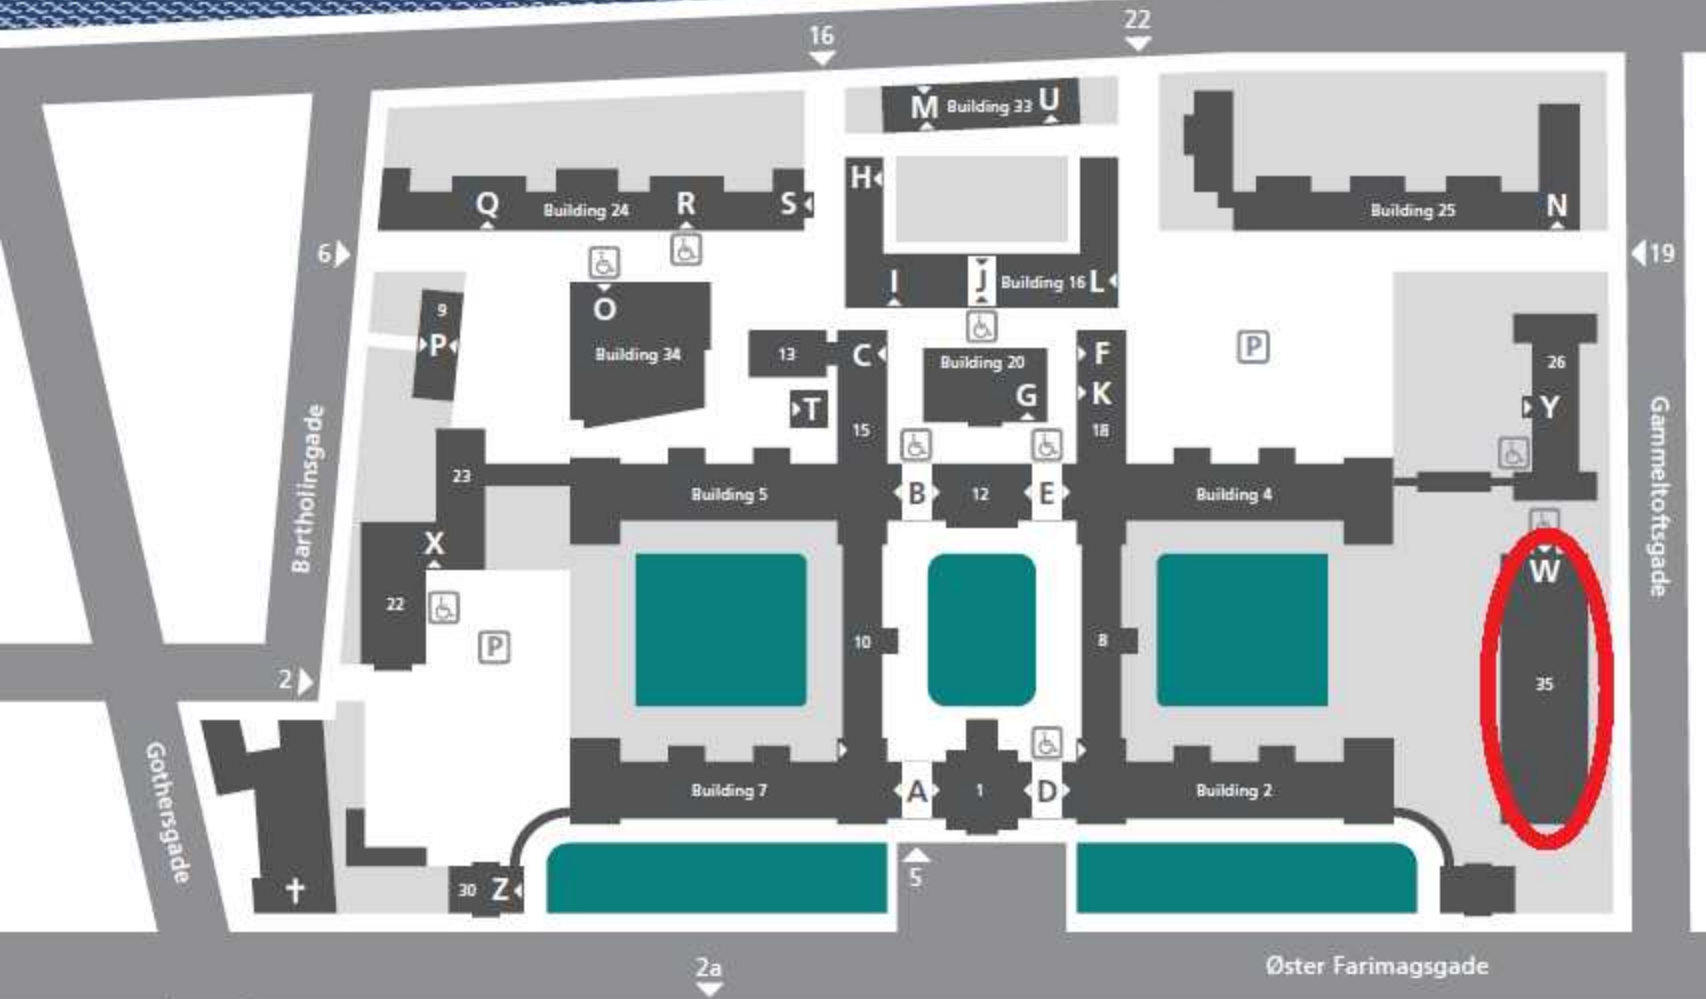 16
22
M
Building 33
U
H
Q
Building 24
R
S
Building 25
N
6
19
I
J
Building 16
L
9
P
O
Building 34
13
C
Building 20
G
F
K
P
26
Y
T
15
18
Bartholinsgade
Gammeltoftsgade
23
Building 5
B
12
E
Building 4
X
22
P
W
10
8
35
2
Gothersgade
Building 7
A
1
D
Building 2
30
Z
5
2a
Øster Farimagsgade